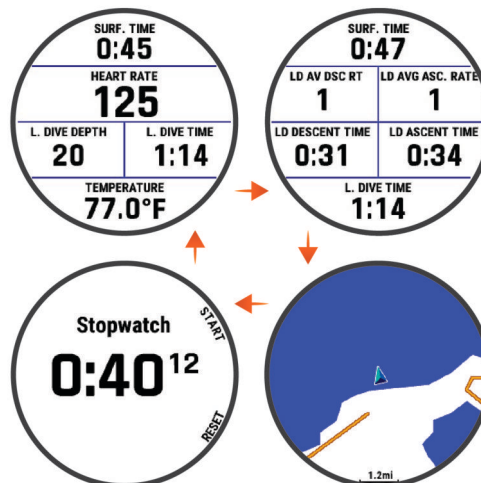 SURF. TIME
0:45
HEART RATE
125
L. DIVE DEPTH L. DIVE TIME
20 1:14
TEMPERATURE
77.0°F
SURF. TIME
0:47
LD AV DSC RT LD AVG ASC. RATE
1 1
LD DESCENT TIME LD ASCENT TIME
0:31 0:34
L. DIVE TIME
1:14
Stopwatch
START
0:40 12
RESET
1.2mi